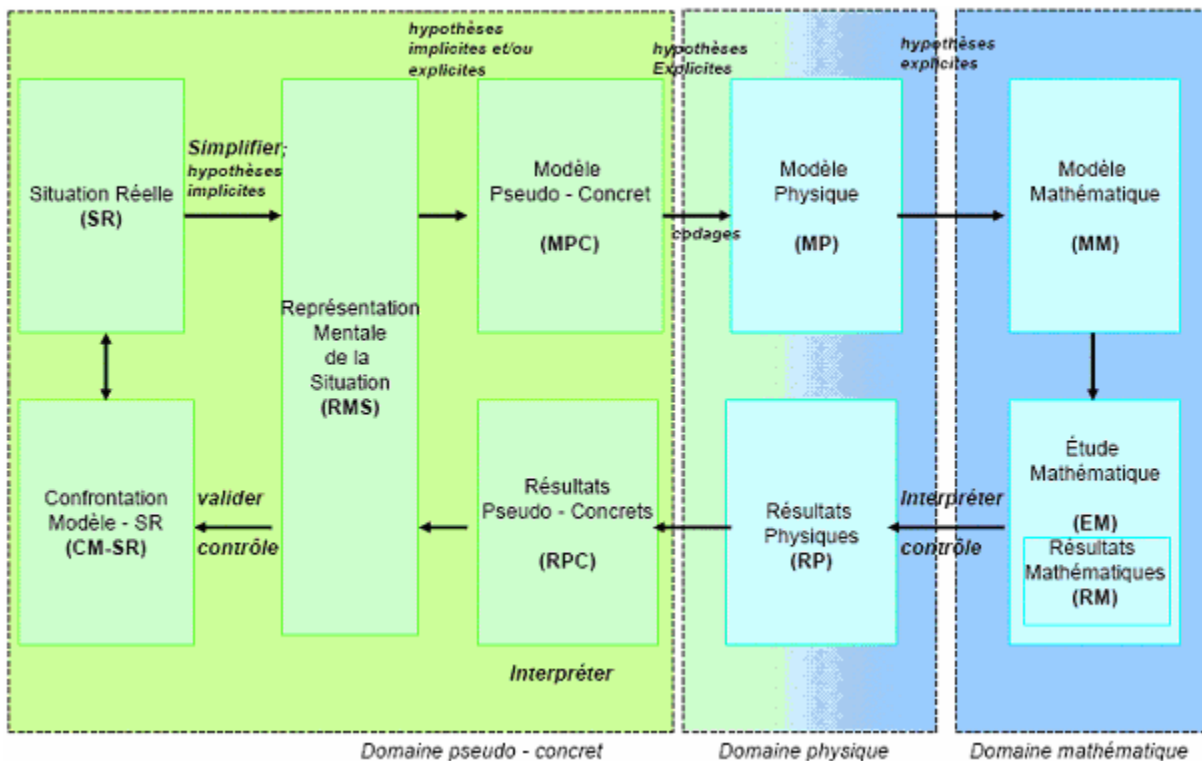 hypothèses
implicites et/ou
explicites
hypothèses
Explicites
hypothèses
explicites
Situation Réelle
(SR)
Simplifier;
hypothèses
implicites
Représentation
Mentale
de la
Situation
(RMS)
Modèle
Pseudo - Concret
(MPC)
codages
Modèle
Physique
(MP)
Modèle
Mathématique
(MM)
Confrontation
Modèle - SR
(CM-SR)
valider
contrôle
Résultats
Pseudo - Concrets
(RPC)
Interpréter
Résultats
Physiques
(RP)
Interpréter
contrôle
Étude
Mathématique
(EM)
Résultats
Mathématiques
(RM)
Domaine pseudo - concret
Domaine physique
Domaine mathématique